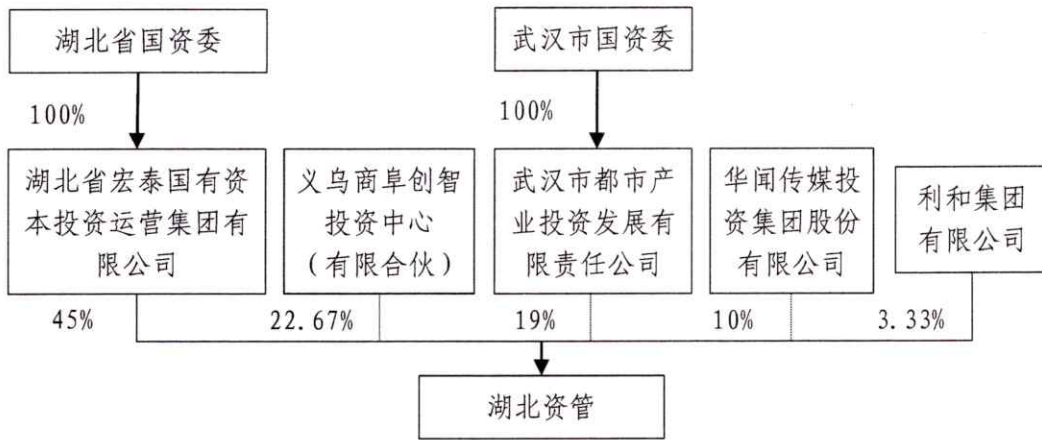 湖北省国资委
武汉市国资委
100%
100%
湖北省宏泰国有资
本投资运营集团有
限公司
义乌商阜创智
投资中心
（有限合伙）
武汉市都市产
业投资发展有
限责任公司
华闻传媒投
资集团股份
有限公司
利和集团
有限公司
45%
22.67%
19%
10%
3.33%
湖北资管